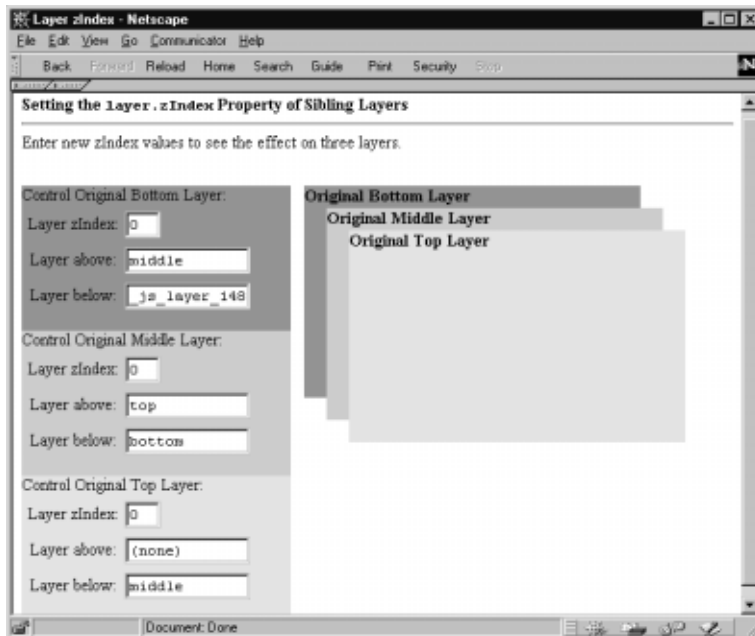 Layer zIndex - Netscape
File Edit View Go Communicator Help
Back Forward Reload Home Search Guide Print Security Stop
N
Setting the layer.zIndex Property of Sibling Layers
Enter new zIndex values to see the effect on three layers.
Control Original Bottom Layer:
Layer zIndex: 0
Layer above: middle
Layer below: _js_layer_148
Control Original Middle Layer:
Layer zIndex: 0
Layer above: top
Layer below: bottom
Control Original Top Layer:
Layer zIndex: 0
Layer above: (none)
Layer below: middle
Original Bottom Layer
Original Middle Layer
Original Top Layer
Document: Done